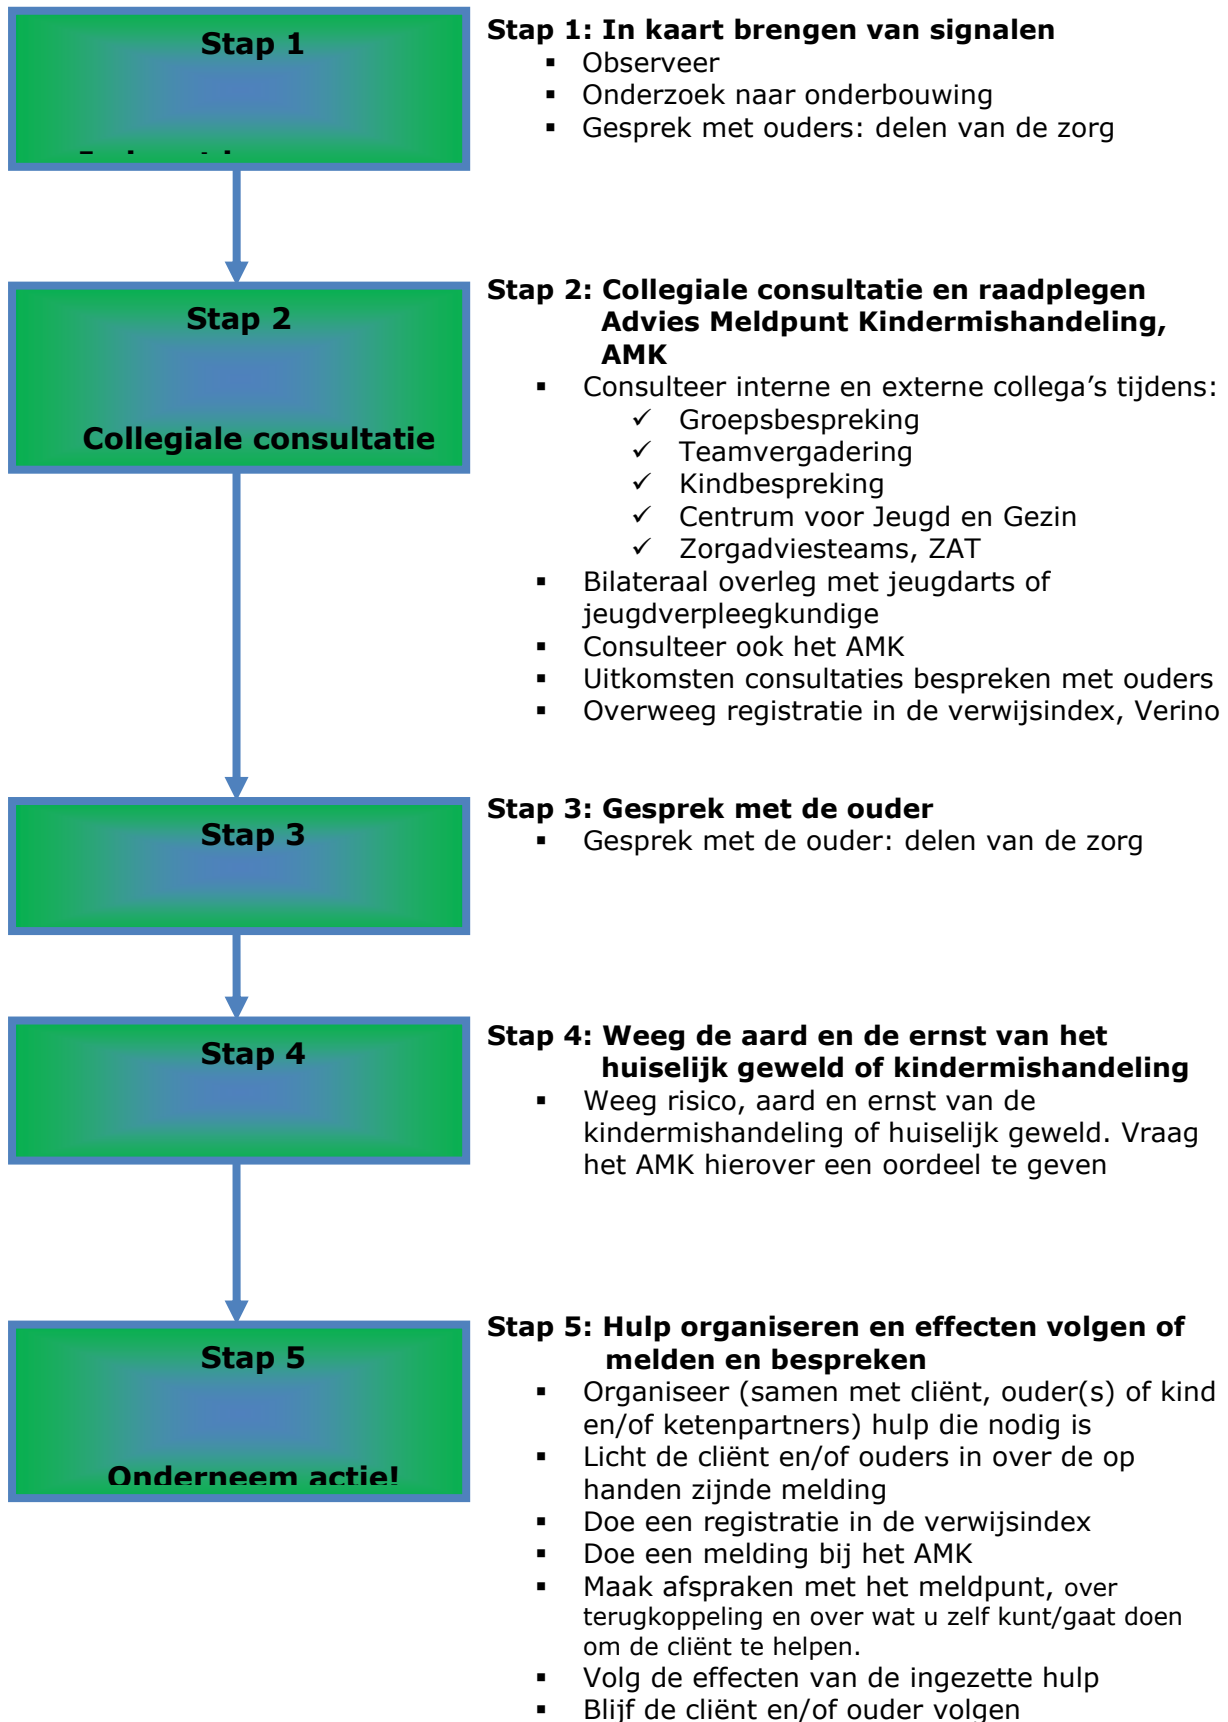 Stap 1
Stap 1: In kaart brengen van signalen
▪ Observeer
▪ Onderzoek naar onderbouwing
▪ Gesprek met ouders: delen van de zorg
Stap 2
Collegiale consultatie
Stap 2: Collegiale consultatie en raadplegen
Advies Meldpunt Kindermishandeling,
AMK
▪ Consulteer interne en externe collega’s tijdens:
✓ Groepsbespreking
✓ Teamvergadering
✓ Kindbespreking
✓ Centrum voor Jeugd en Gezin
✓ Zorgadviesteams, ZAT
▪ Bilateraal overleg met jeugdarts of
jeugdverpleegkundige
▪ Consulteer ook het AMK
▪ Uitkomsten consultaties bespreken met ouders
▪ Overweeg registratie in de verwijsindex, Verino
Stap 3
Stap 3: Gesprek met de ouder
▪ Gesprek met de ouder: delen van de zorg
Stap 4
Stap 4: Weeg de aard en de ernst van het
huiselijk geweld of kindermishandeling
▪ Weeg risico, aard en ernst van de
kindermishandeling of huiselijk geweld. Vraag
het AMK hierover een oordeel te geven
Stap 5
Onderneem actie!
Stap 5: Hulp organiseren en effecten volgen of
melden en bespreken
▪ Organiseer (samen met cliënt, ouder(s) of kind
en/of ketenpartners) hulp die nodig is
▪ Licht de cliënt en/of ouders in over de op
handen zijnde melding
▪ Doe een registratie in de verwijsindex
▪ Doe een melding bij het AMK
▪ Maak afspraken met het meldpunt, over
terugkoppeling en over wat u zelf kunt/gaat doen
om de cliënt te helpen.
▪ Volg de effecten van de ingezette hulp
▪ Blijf de cliënt en/of ouder volgen